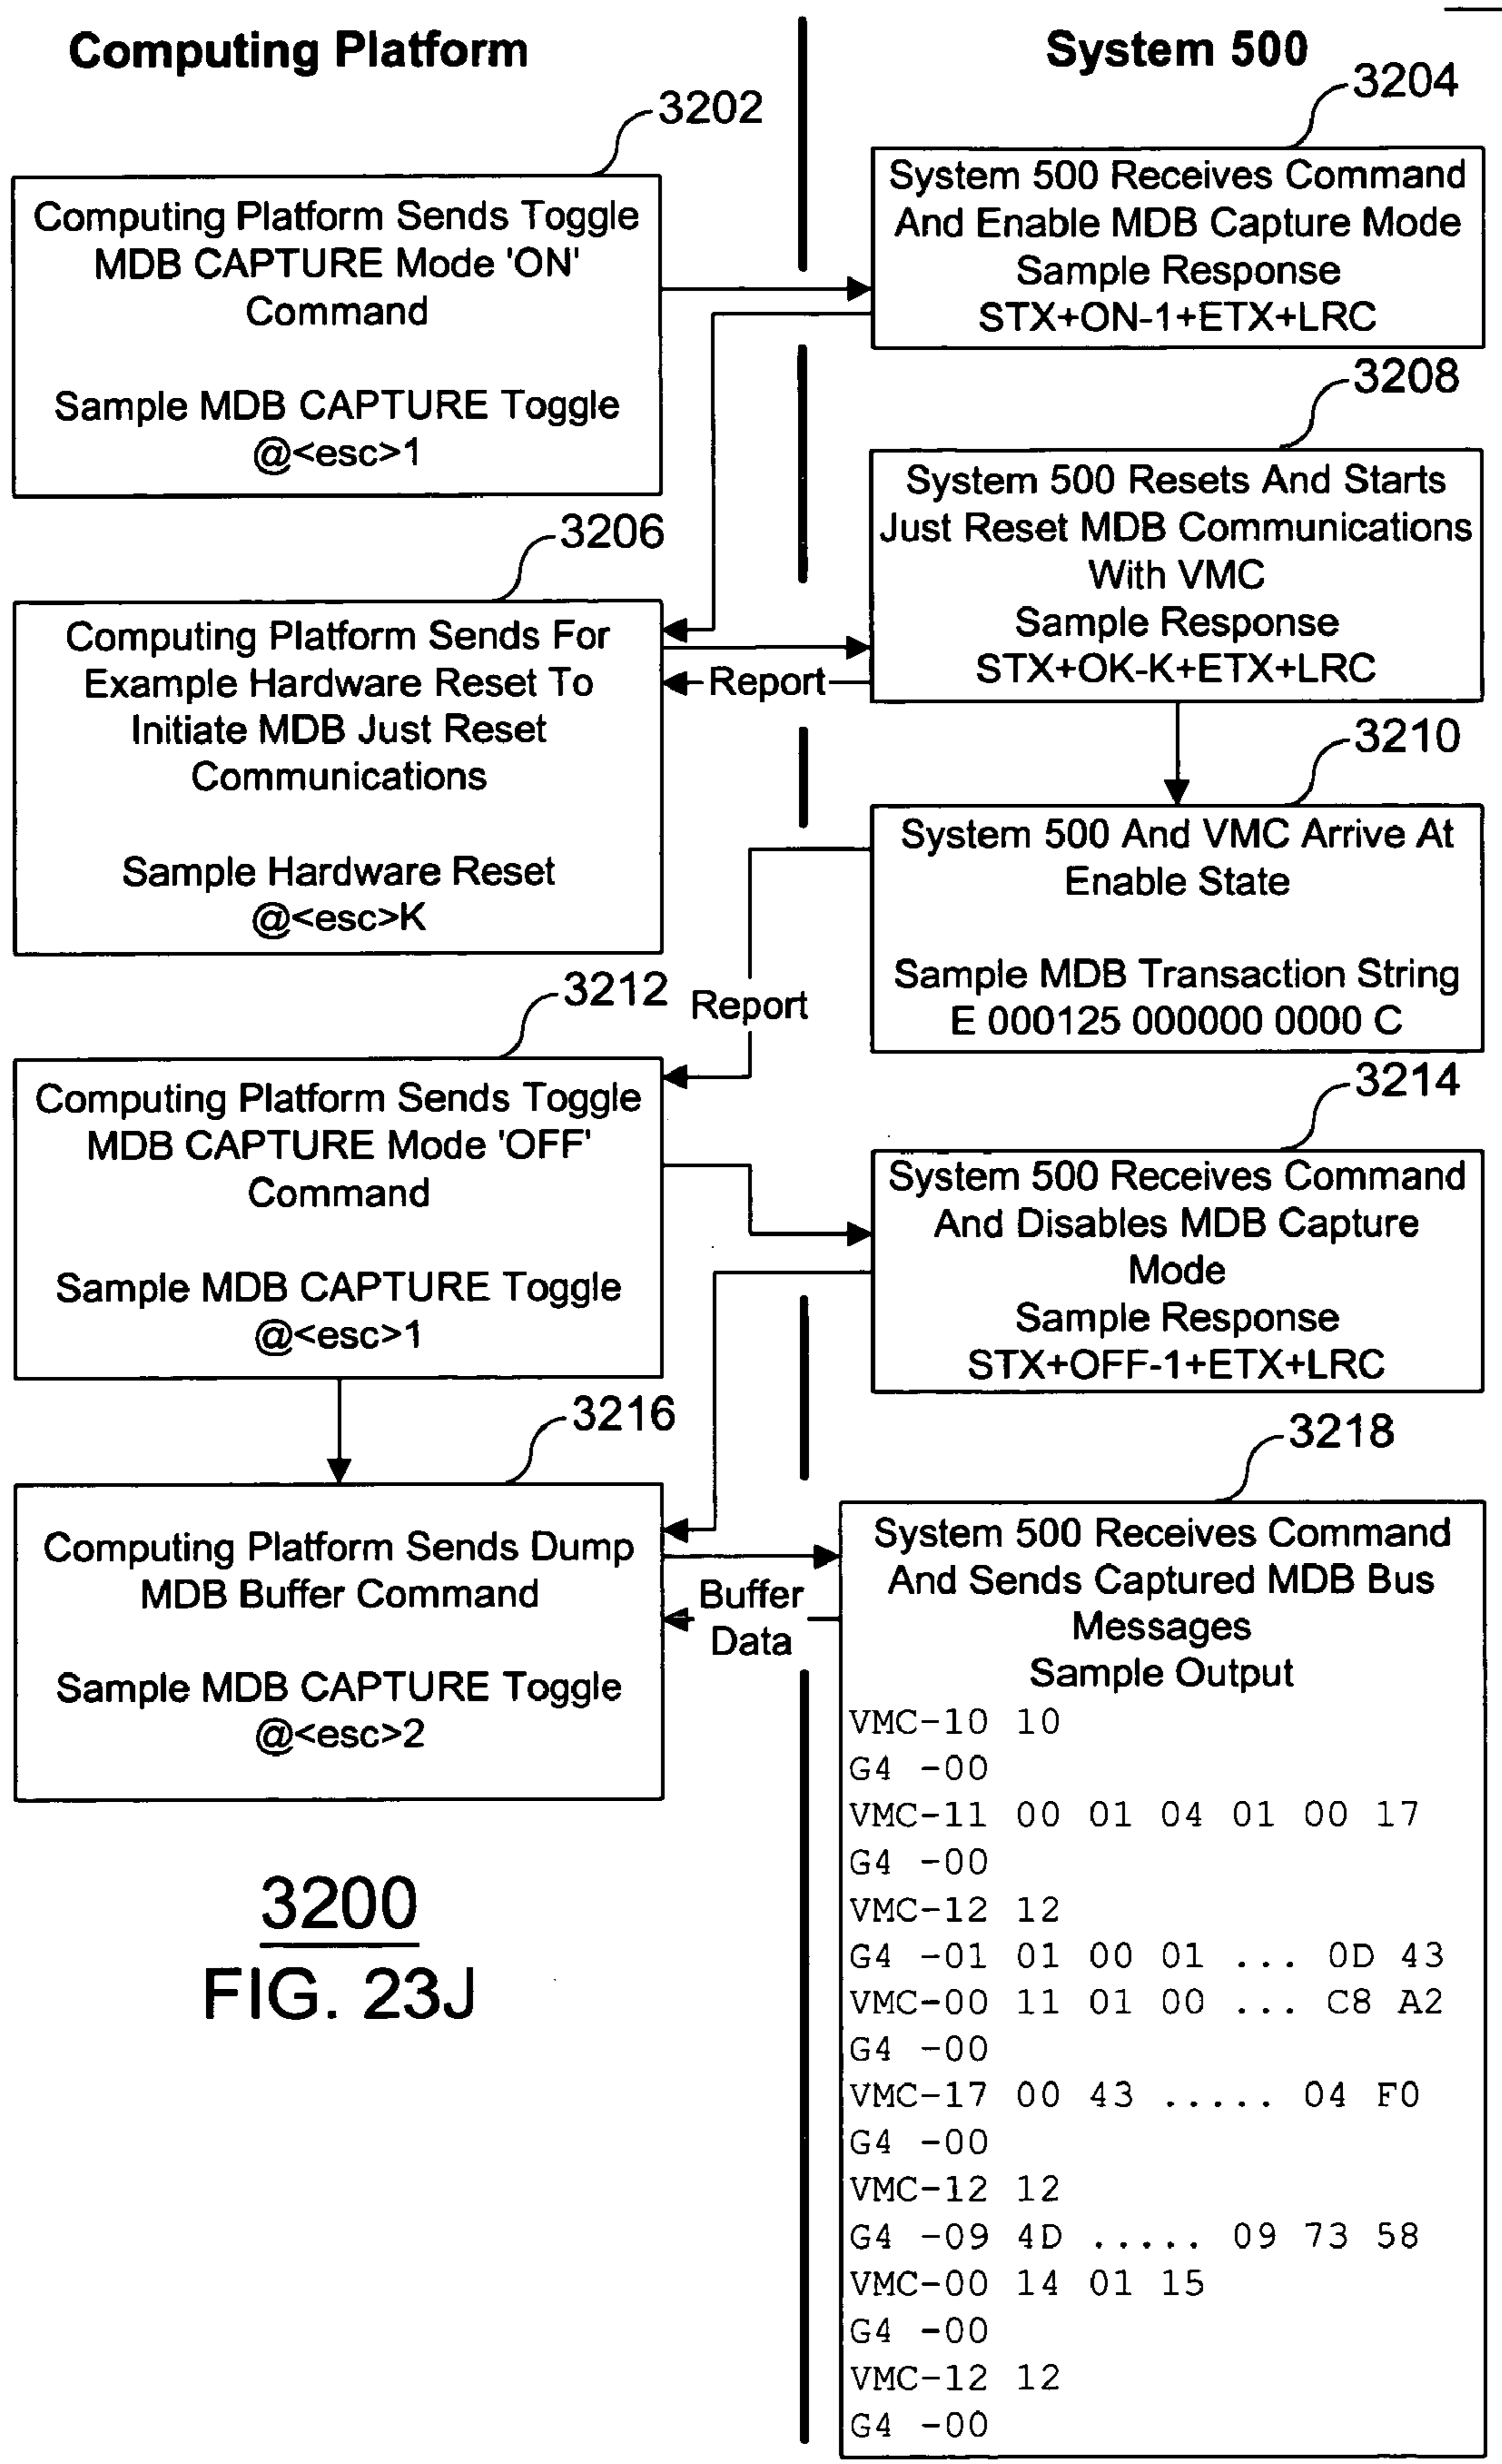 Computing Platform
System 500
3202
Computing Platform Sends Toggle
MDB CAPTURE Mode 'ON'
Command
Sample MDB CAPTURE Toggle
@<esc>1
3204
System 500 Receives Command
And Enable MDB Capture Mode
Sample Response
STX+ON-1+ETX+LRC
3206
Computing Platform Sends For
Example Hardware Reset To
Initiate MDB Just Reset
Communications
Sample Hardware Reset
@<esc>K
3208
System 500 Resets And Starts
Just Reset MDB Communications
With VMC
Sample Response
STX+OK-K+ETX+LRC
Report
3210
System 500 And VMC Arrive At
Enable State
Sample MDB Transaction String
E 000125 000000 0000 C
Report
3212
Computing Platform Sends Toggle
MDB CAPTURE Mode 'OFF'
Command
Sample MDB CAPTURE Toggle
@<esc>1
3214
System 500 Receives Command
And Disables MDB Capture
Mode
Sample Response
STX+OFF-1+ETX+LRC
3216
Computing Platform Sends Dump
MDB Buffer Command
Sample MDB CAPTURE Toggle
@<esc>2
Buffer
Data
3218
System 500 Receives Command
And Sends Captured MDB Bus
Messages
Sample Output
VMC-10 10
G4 -00
VMC-11 00 01 04 01 00 17
G4 -00
VMC-12 12
G4 -01 01 00 01 ... 0D 43
VMC-00 11 01 00 ... C8 A2
G4 -00
VMC-17 00 43 ..... 04 F0
G4 -00
VMC-12 12
G4 -09 4D ..... 09 73 58
VMC-00 14 01 15
G4 -00
VMC-12 12
G4 -00
3200
FIG. 23J